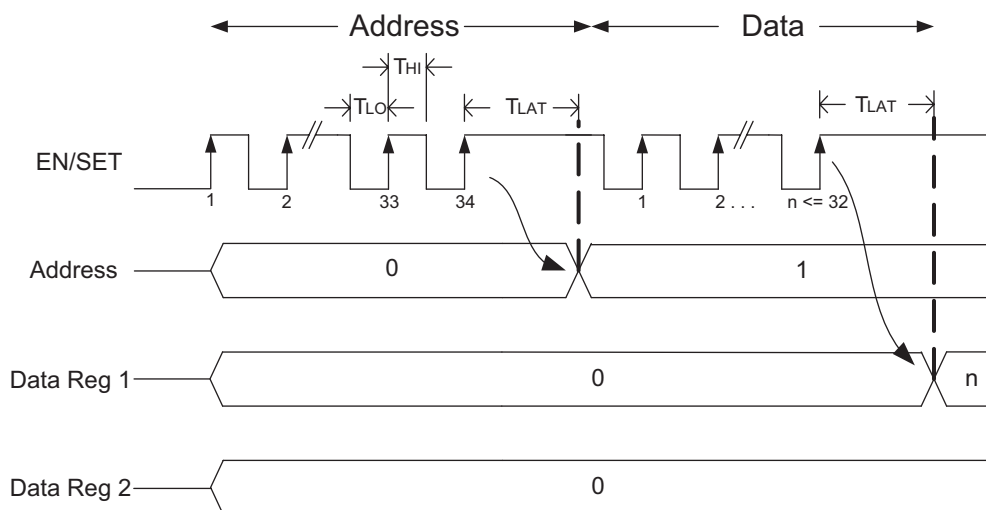 Address
Data
THI
TLO
TLAT
TLAT
EN/SET
1
2
33
34
1
2 . . .
n <= 32
Address
0
1
Data Reg 1
0
n
Data Reg 2
0